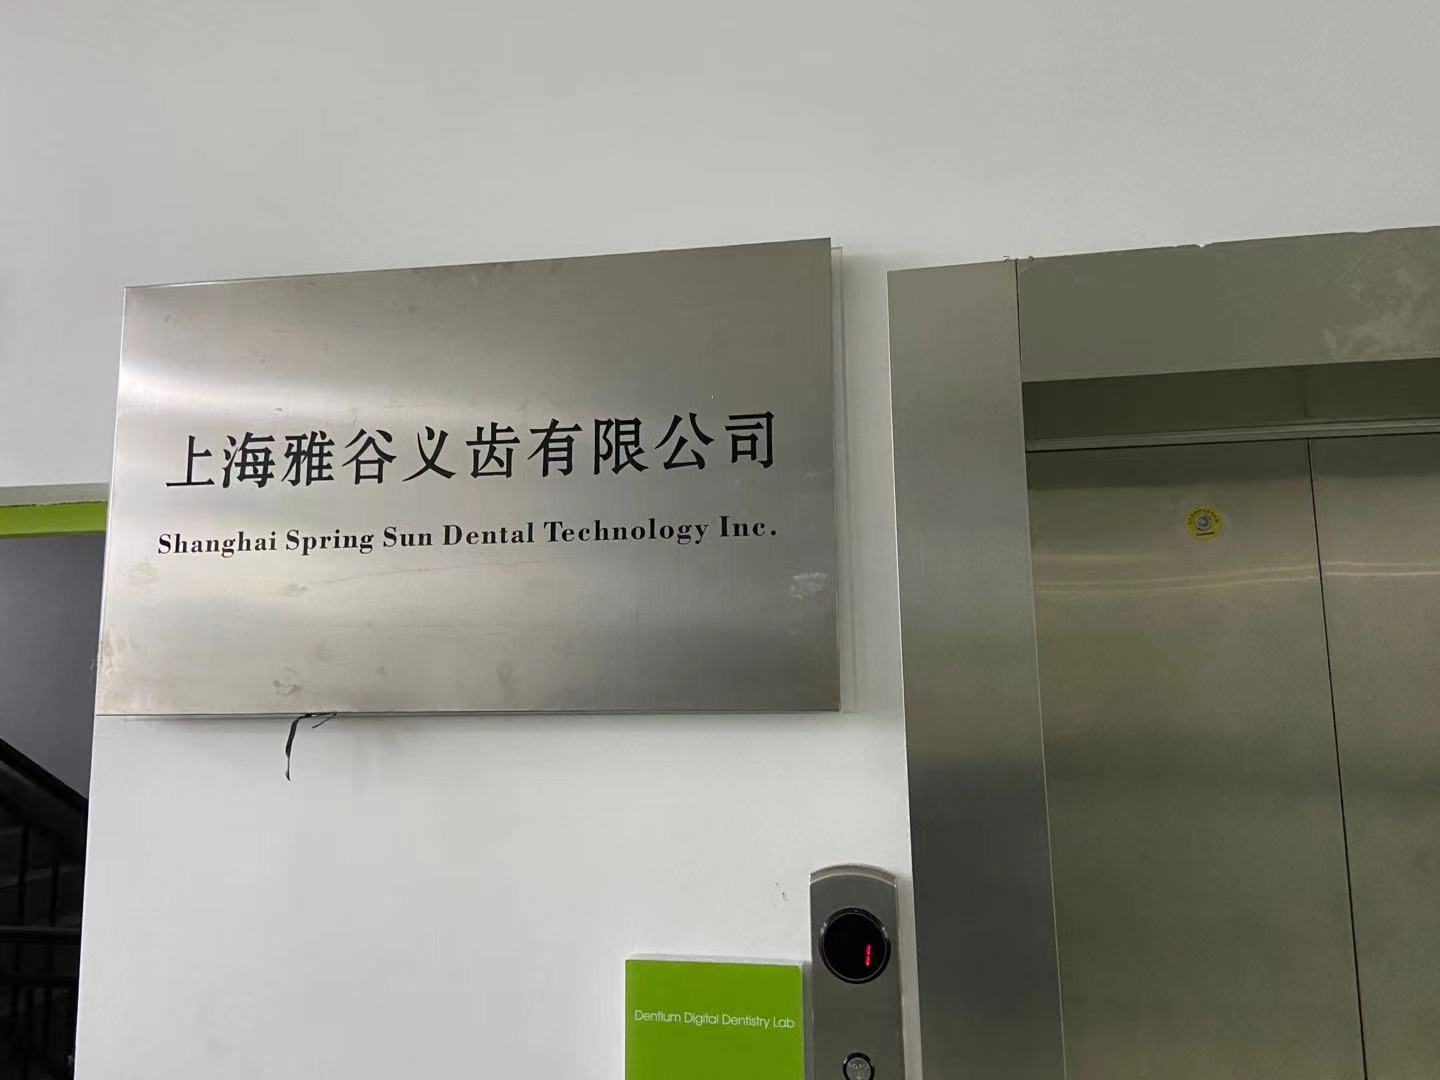 上海雅谷义齿有限公司
Shanghai Spring Sun Dental Technology Inc.
1
Dentium Digital Dentistry Lab